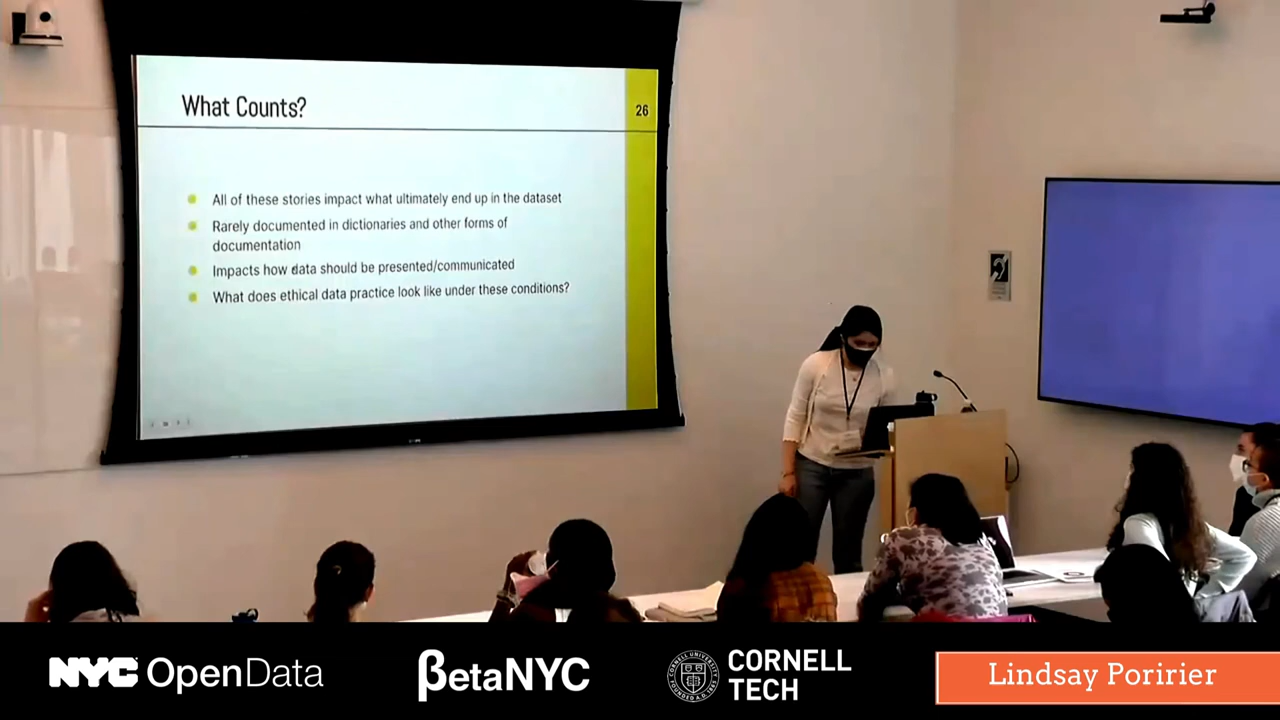 What Counts?
26
All of these stories impact what ultimately end up in the dataset
Rarely documented in dictionaries and other forms of
documentation
Impacts how data should be presented/communicated
What does ethical data practice look like under these conditions?
NYC OpenData
βetaNYC
CORNELL
TECH
Lindsay Poririer